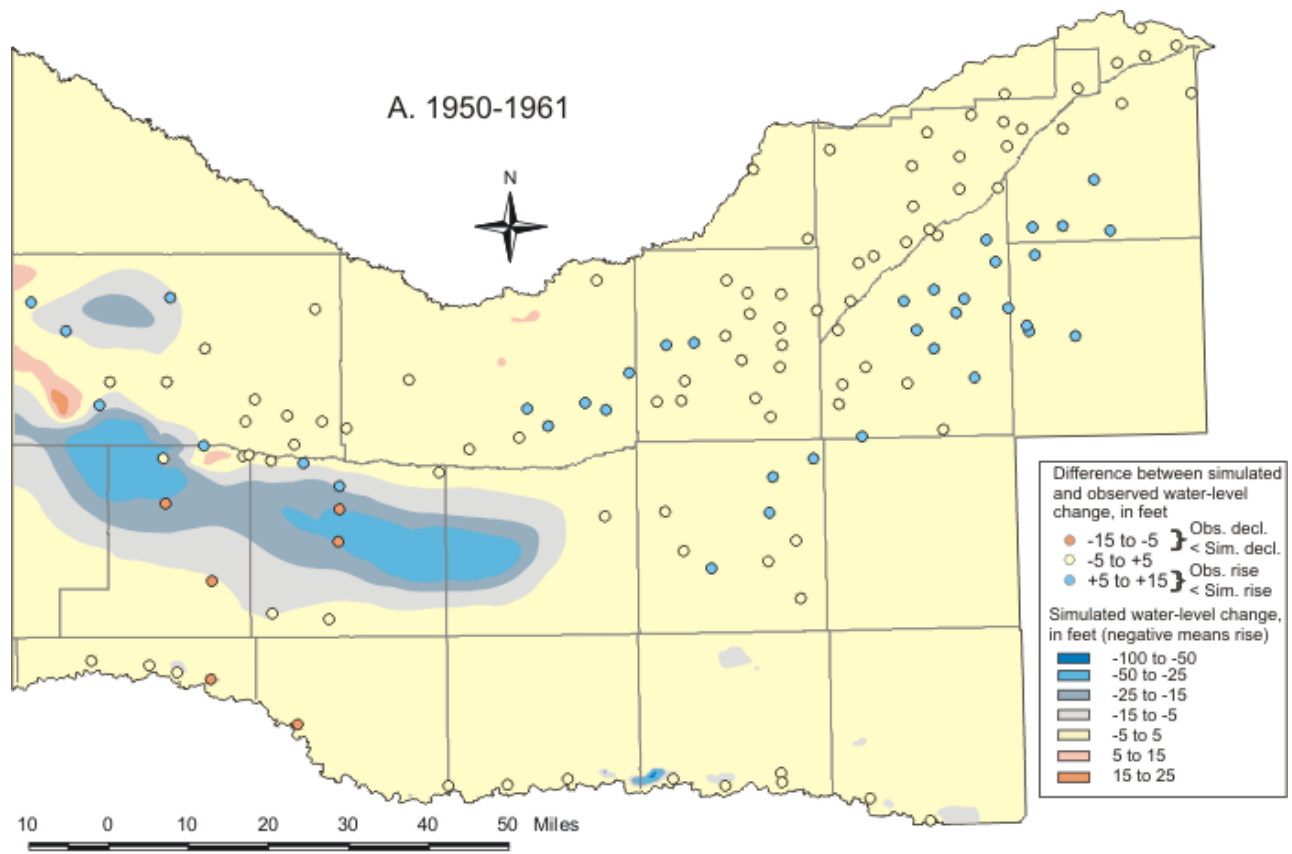 A. 1950-1961
N
Difference between simulated
and observed water-level
change, in feet
-15 to -5 } Obs. decl.
< Sim. decl.
-5 to +5
+5 to +15 } Obs. rise
< Sim. rise
Simulated water-level change,
in feet (negative means rise)
-100 to -50
-50 to -25
-25 to -15
-15 to -5
-5 to 5
5 to 15
15 to 25
10 0 10 20 30 40 50 Miles